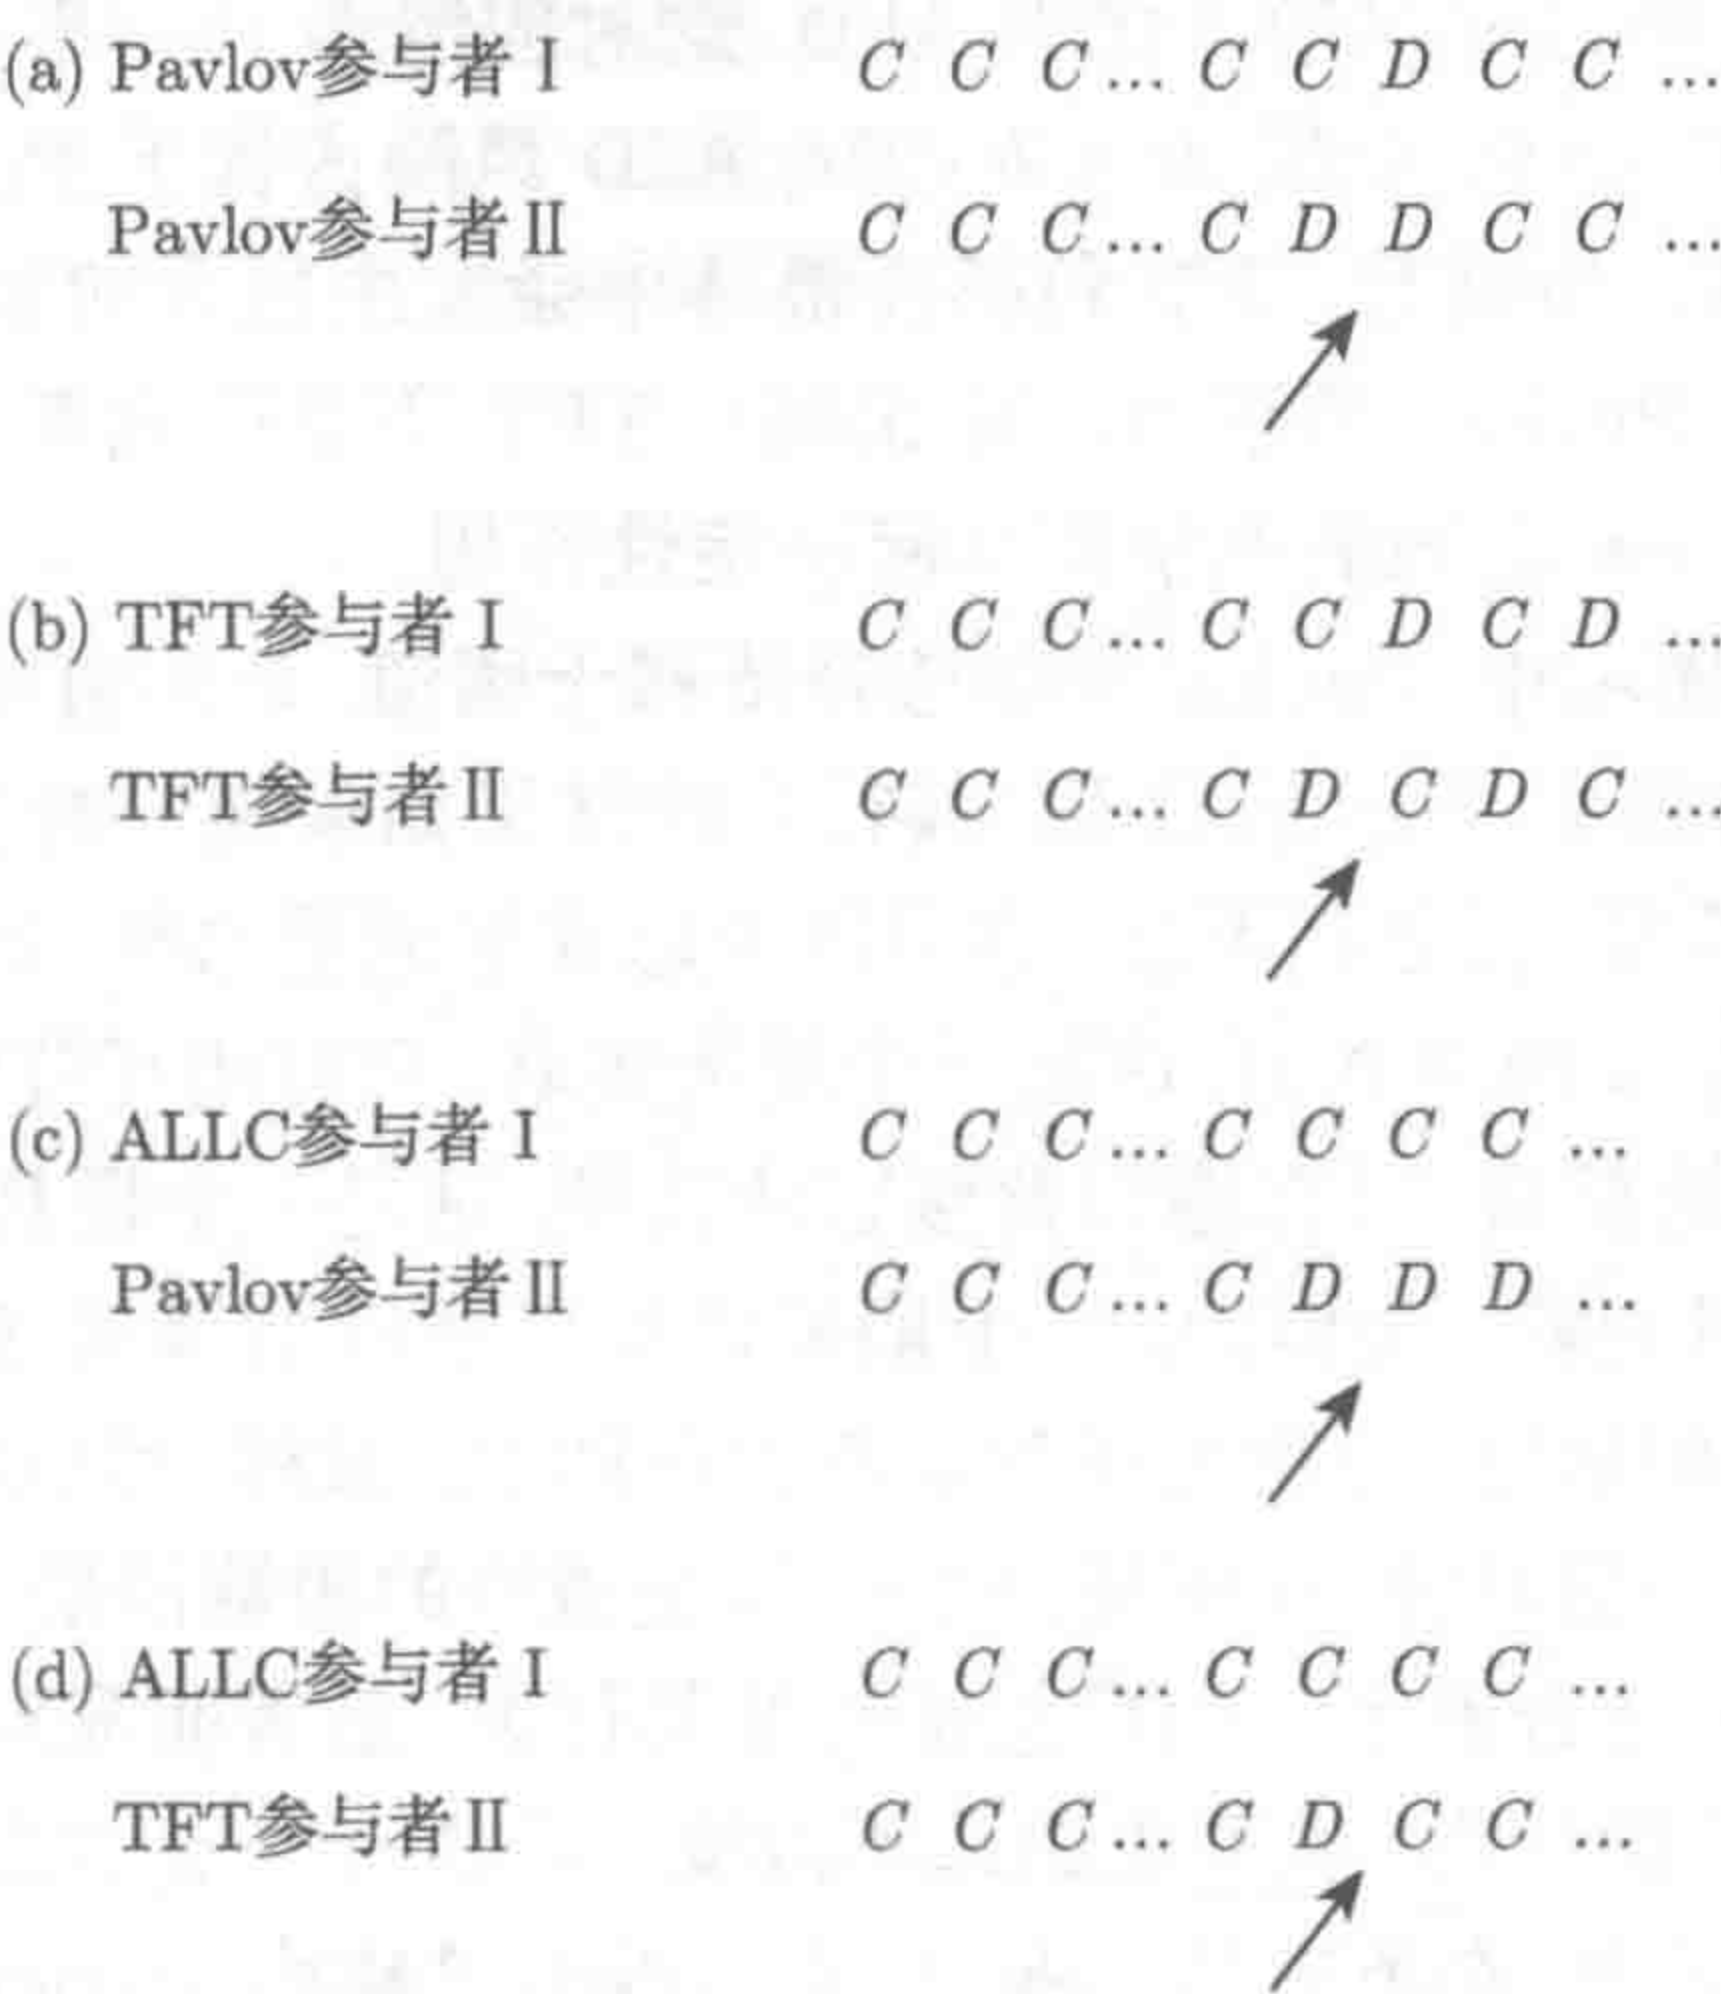 (a) Pavlov参与者 I C C C ... C C D C C ...
Pavlov参与者 II C C C ... C D D C C ...
(b) TFT参与者 I C C C ... C C D C D ...
TFT参与者 II C C C ... C D C D C ...
(c) ALLC参与者 I C C C ... C C C C ...
Pavlov参与者 II C C C ... C D D D ...
(d) ALLC参与者 I C C C ... C C C C ...
TFT参与者 II C C C ... C D C C ...